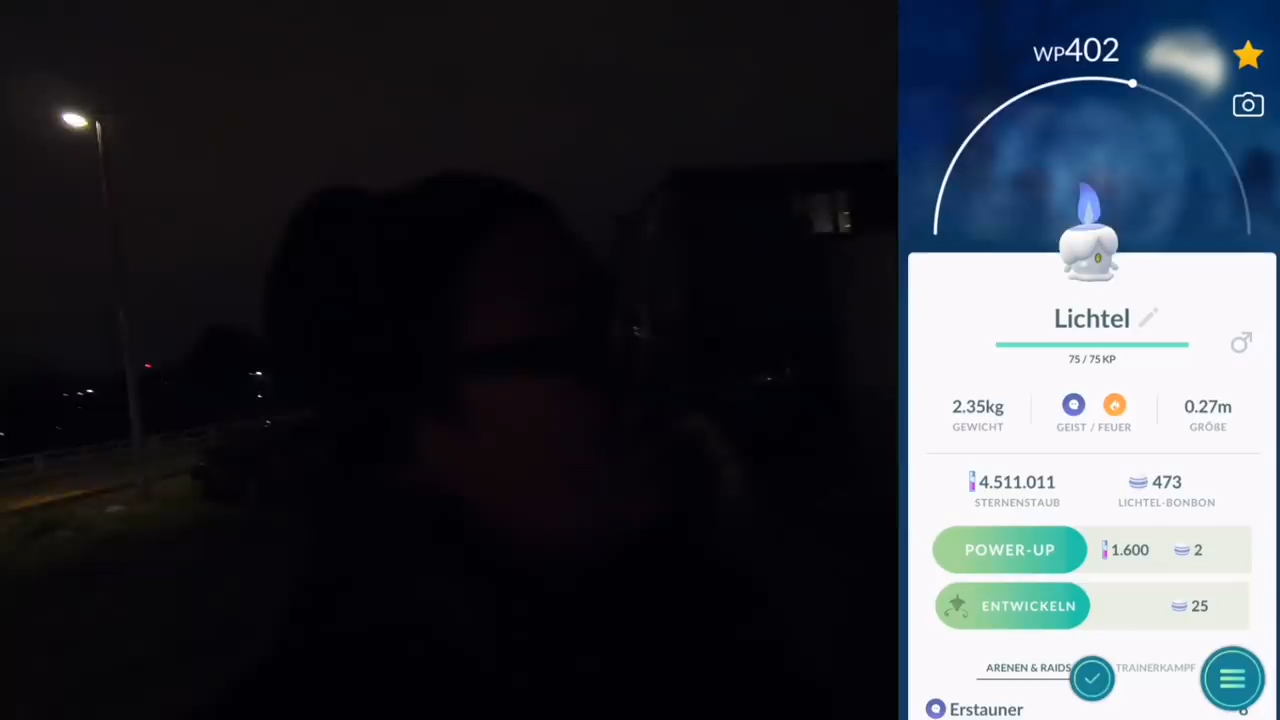 WP402
Lichtel
75 / 75 KP
2.35kg
GEWICHT
GEIST / FEUER
0.27m
GRÖßE
4.511.011
STERNENSTAUB
473
LICHTEL-BONBON
POWER-UP
1.600
2
ENTWICKELN
25
ARENEN & RAIDS
TRAINERKAMPF
Erstauner